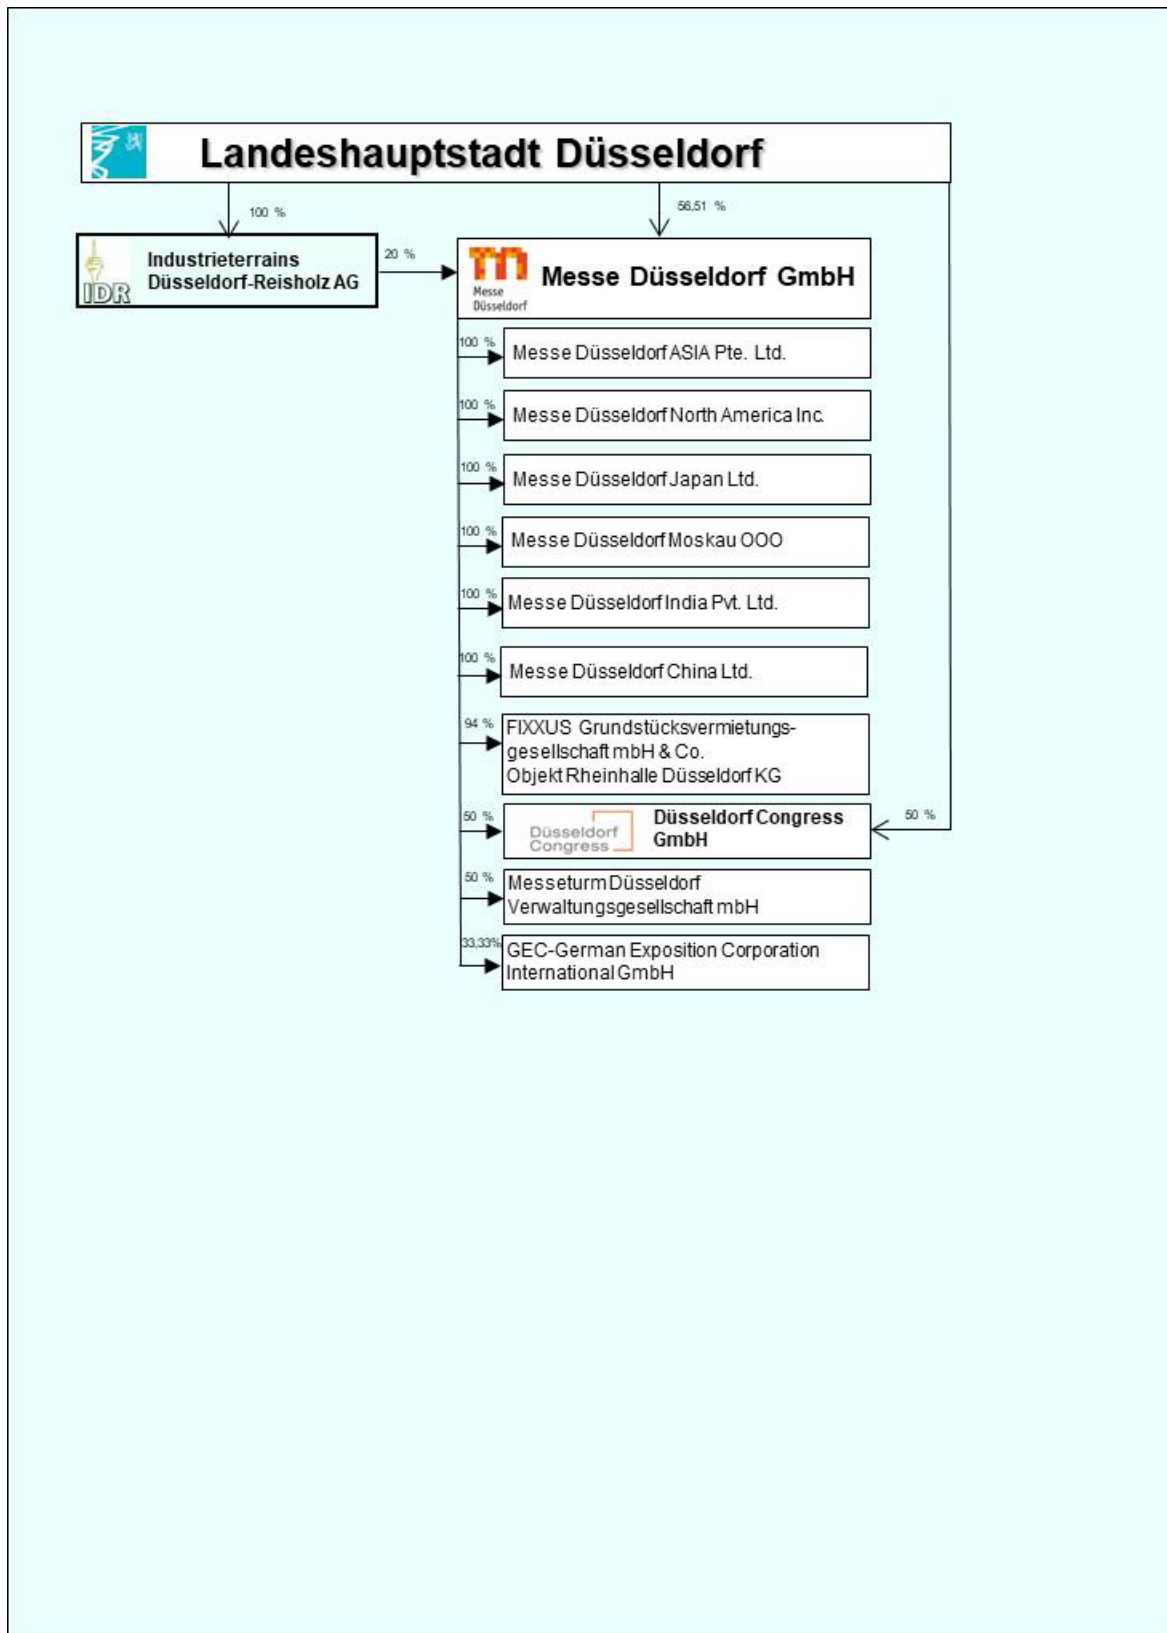 Landeshauptstadt Düsseldorf
100 %
56,51 %
IDR
Industrieterrains
Düsseldorf-Reisholz AG
20 %
Messe
Düsseldorf
Messe Düsseldorf GmbH
100 %
Messe Düsseldorf ASIA Pte. Ltd.
100 %
Messe Düsseldorf North America Inc.
100 %
Messe Düsseldorf Japan Ltd.
100 %
Messe Düsseldorf Moskau OOO
100 %
Messe Düsseldorf India Pvt. Ltd.
100 %
Messe Düsseldorf China Ltd.
94 %
FIXXUS Grundstücksvermietungs-
gesellschaft mbH & Co.
Objekt Rheinhalle Düsseldorf KG
50 %
Düsseldorf
Congress
Düsseldorf Congress
GmbH
50 %
50 %
Messeturm Düsseldorf
Verwaltungsgesellschaft mbH
33,33%
GEC-German Exposition Corporation
International GmbH